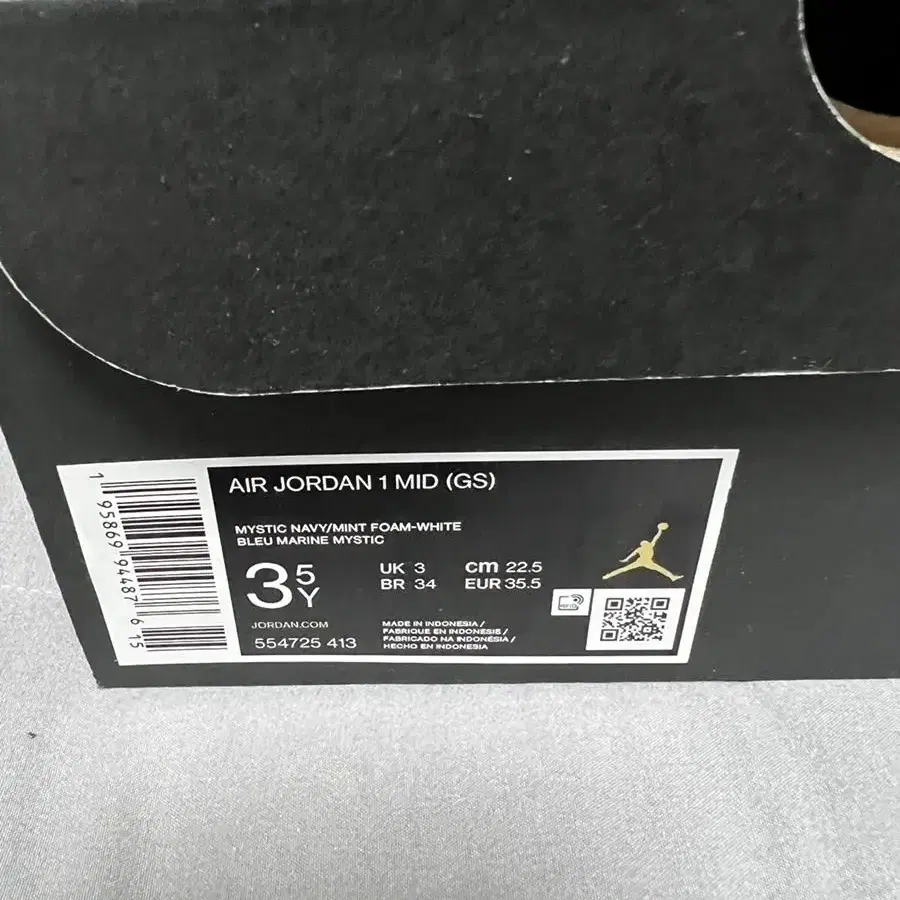 AIR JORDAN 1 MID (GS)
MYSTIC NAVY/MINT FOAM-WHITE
BLEU MARINE MYSTIC
3 5 Y
UK 3 cm 22.5
BR 34 EUR 35.5
JORDAN.COM
554725 413
MADE IN INDONESIA /
FABRIQUE EN INDONESIE /
FABRICADO NA INDONÉSIA /
HECHO EN INDONESIA
RFID
1 95869 94487 6 15